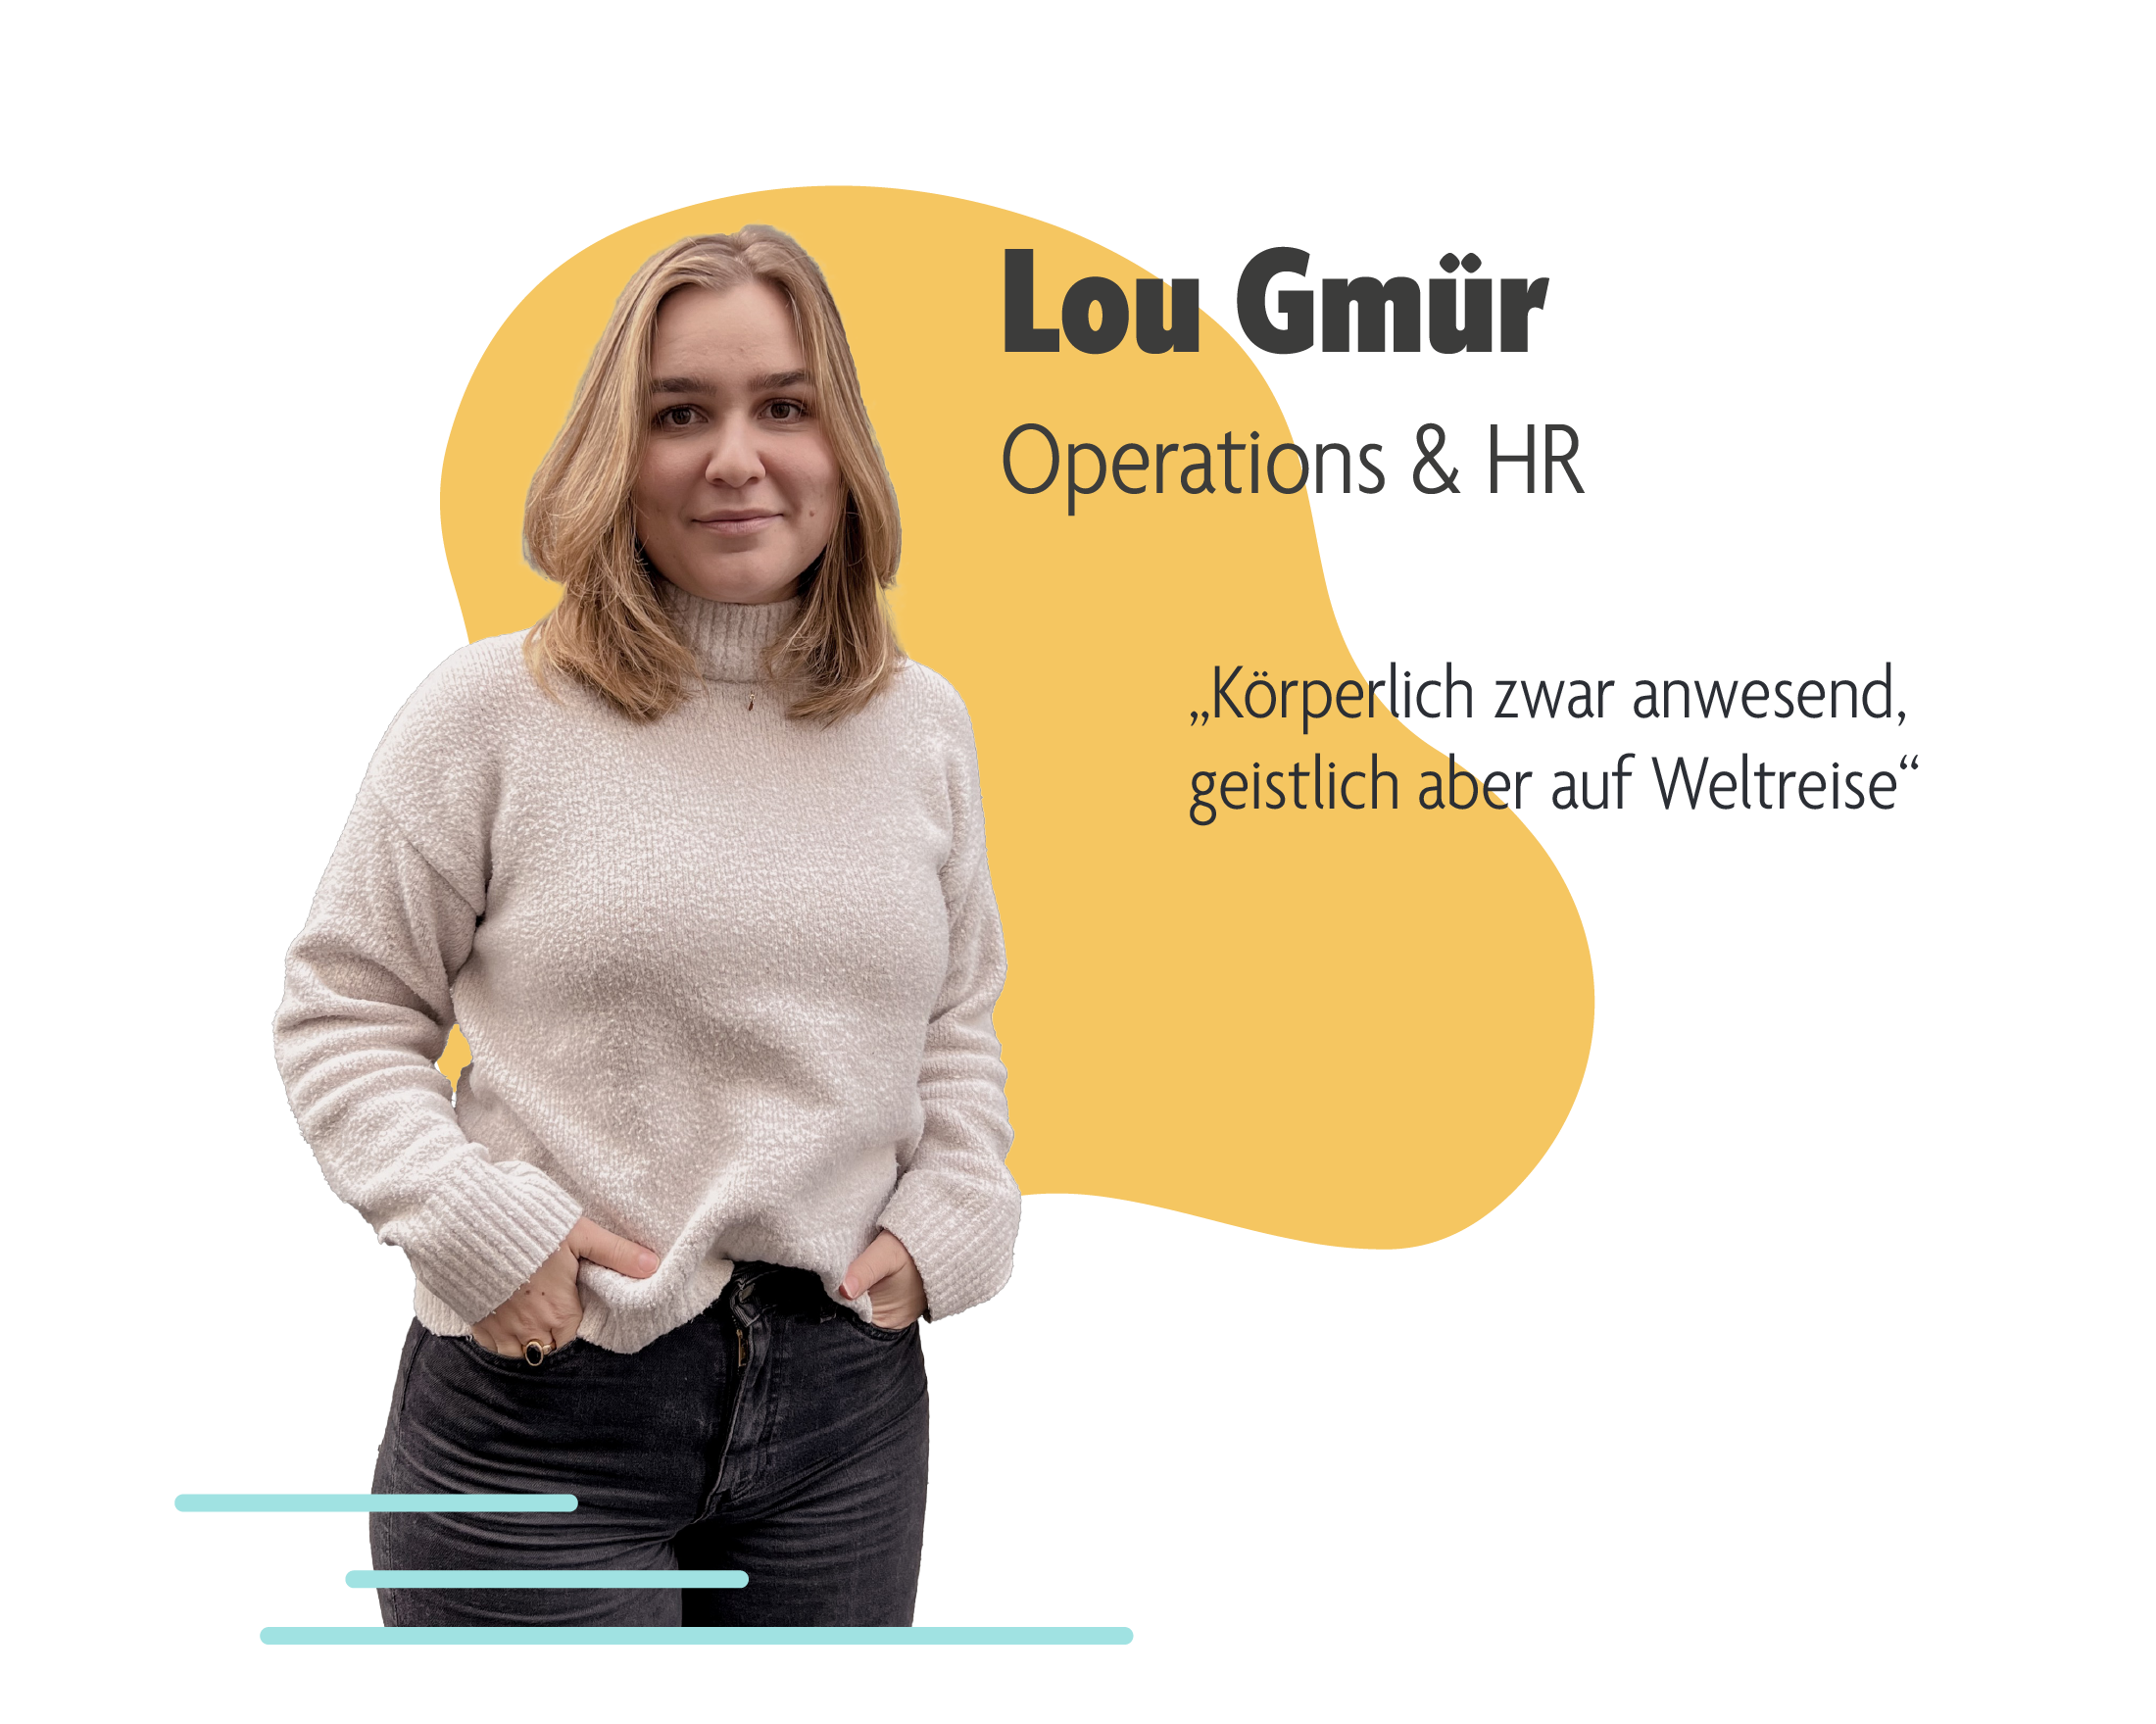 Lou Gmür
Operations & HR
„Körperlich zwar anwesend,
geistlich aber auf Weltreise“